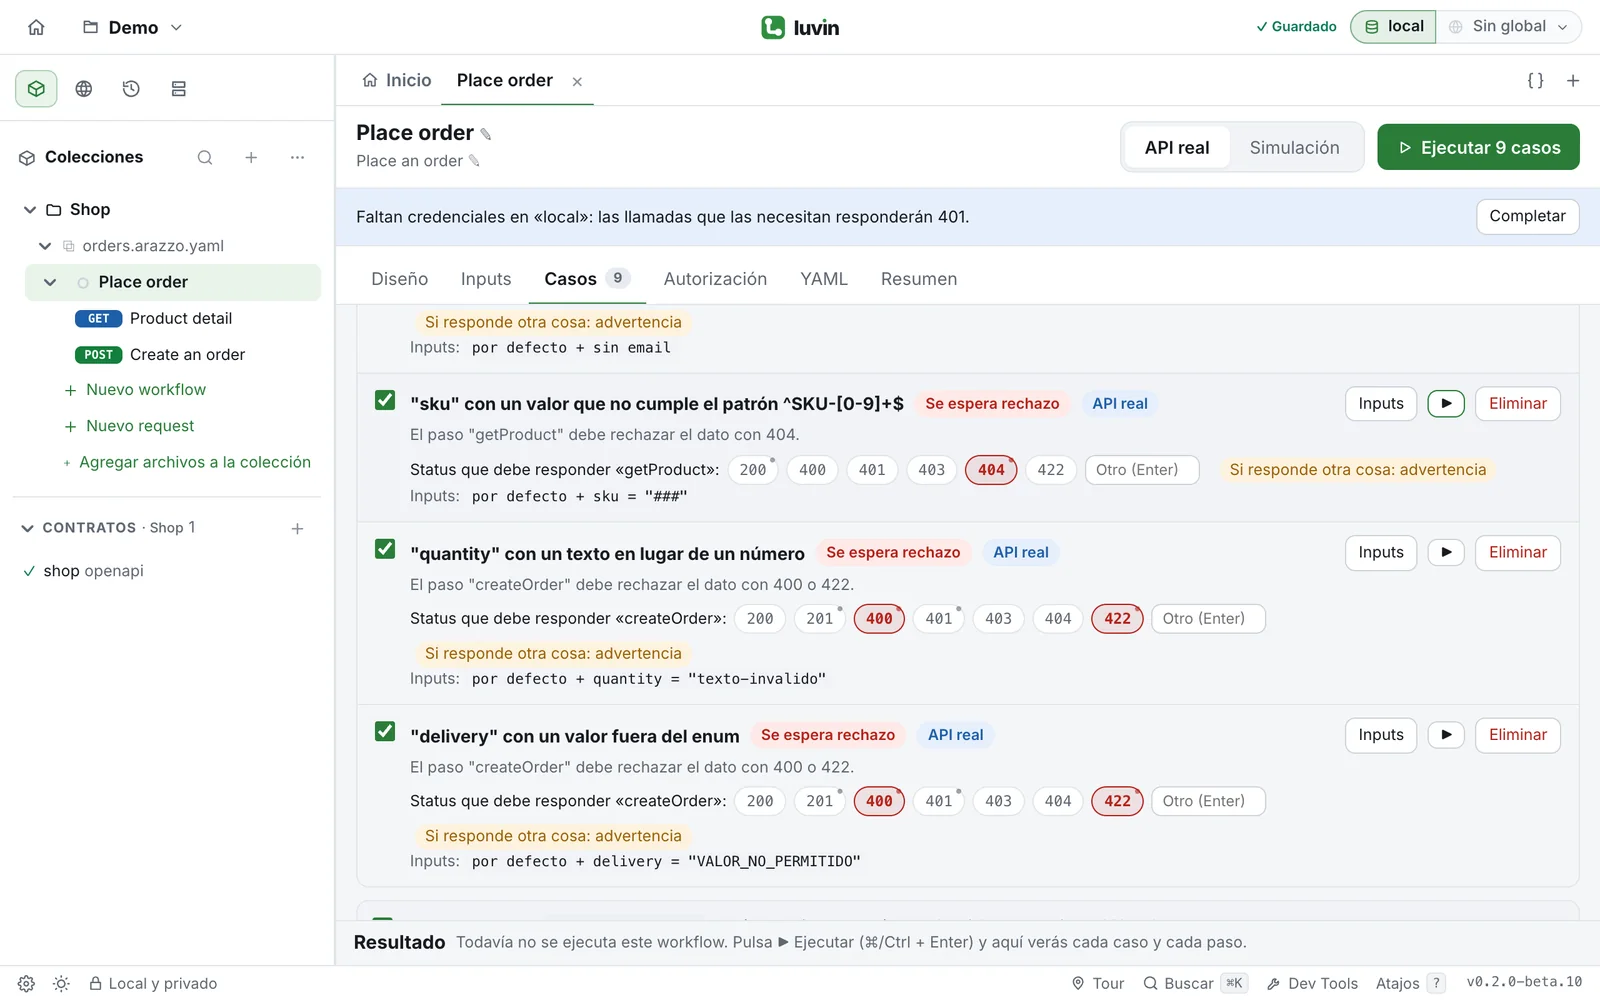 Demo
luvin
Guardado
local
Sin global
Inicio
Place order
{ }
Colecciones
Place order
Place an order
API real
Simulación
Ejecutar 9 casos
Shop
orders.arazzo.yaml
Place order
GET Product detail
POST Create an order
Nuevo workflow
Nuevo request
Agregar archivos a la colección
CONTRATOS · Shop 1
shop openapi
Faltan credenciales en «local»: las llamadas que las necesitan responderán 401.
Completar
Diseño
Inputs
Casos 9
Autorización
YAML
Resumen
Si responde otra cosa: advertencia
Inputs: por defecto + sin email
"sku" con un valor que no cumple el patrón ^SKU-[0-9]+$ Se espera rechazo API real
Inputs
Eliminar
El paso "getProduct" debe rechazar el dato con 404.
Status que debe responder «getProduct»: 200 400 401 403 404 422 Otro (Enter) Si responde otra cosa: advertencia
Inputs: por defecto + sku = "###"
"quantity" con un texto en lugar de un número Se espera rechazo API real
Inputs
Eliminar
El paso "createOrder" debe rechazar el dato con 400 o 422.
Status que debe responder «createOrder»: 200 201 400 401 403 404 422 Otro (Enter)
Si responde otra cosa: advertencia
Inputs: por defecto + quantity = "texto-invalido"
"delivery" con un valor fuera del enum Se espera rechazo API real
Inputs
Eliminar
El paso "createOrder" debe rechazar el dato con 400 o 422.
Status que debe responder «createOrder»: 200 201 400 401 403 404 422 Otro (Enter)
Si responde otra cosa: advertencia
Inputs: por defecto + delivery = "VALOR_NO_PERMITIDO"
Resultado Todavía no se ejecuta este workflow. Pulsa ▶ Ejecutar (⌘/Ctrl + Enter) y aquí verás cada caso y cada paso.
Local y privado
Tour
Buscar ⌘K
Dev Tools
Atajos ?
v0.2.0-beta.10